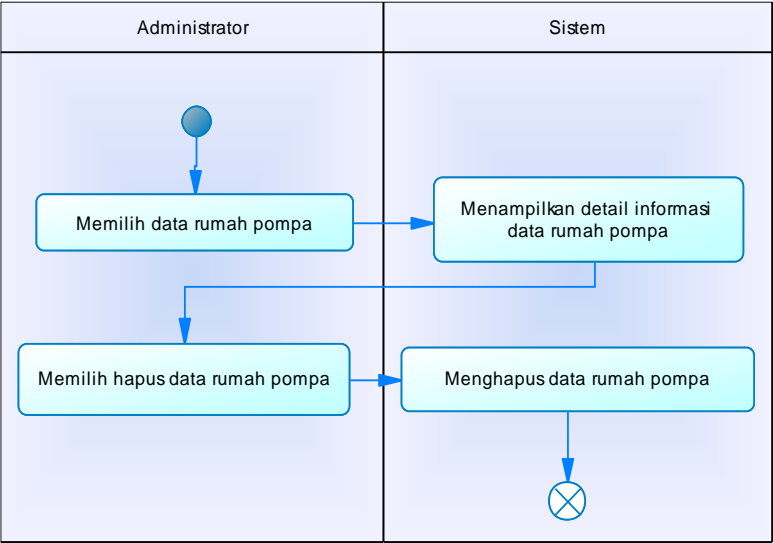 Administrator
Sistem
Memilih data rumah pompa
Menampilkan detail informasi
data rumah pompa
Memilih hapus data rumah pompa
Menghapus data rumah pompa